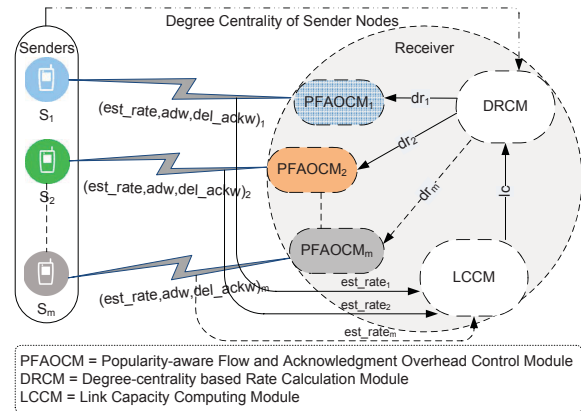 Degree Centrality of Sender Nodes
Senders
Receiver
S1
(est_rate,adw,del_ackw)1
PFAOCM1
dr1
DRCM
S2
(est_rate,adw,del_ackw)2
PFAOCM2
dr2
drm
lc
Sm
(est_rate,adw,del_ackw)m
PFAOCMm
est_rate1
est_rate2
est_ratem
LCCM
PFAOCM = Popularity-aware Flow and Acknowledgment Overhead Control Module
DRCM = Degree-centrality based Rate Calculation Module
LCCM = Link Capacity Computing Module